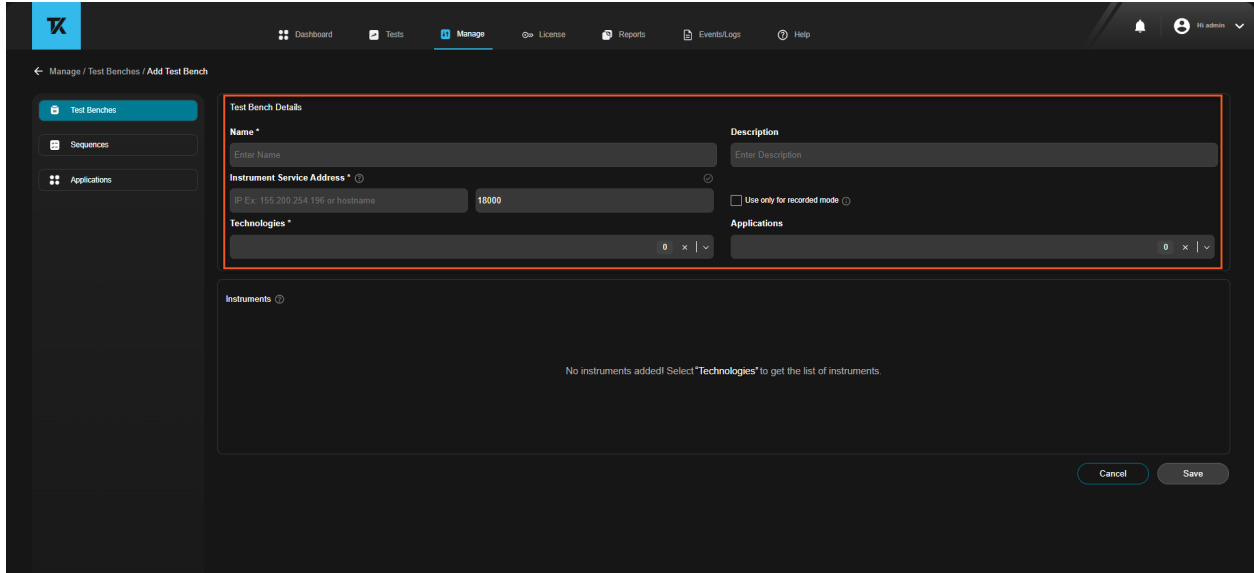 TK
Dashboard Tests Manage License Reports Events/Logs Help Hi admin
Manage / Test Benches / Add Test Bench
Test Benches
Sequences
Applications
Test Bench Details
Name * Description
Enter Name Enter Description
Instrument Service Address *
IP Ex: 155.200.254.196 or hostname 18000 Use only for recorded mode
Technologies * Applications
0 0
Instruments
No instruments added! Select "Technologies" to get the list of instruments.
Cancel Save